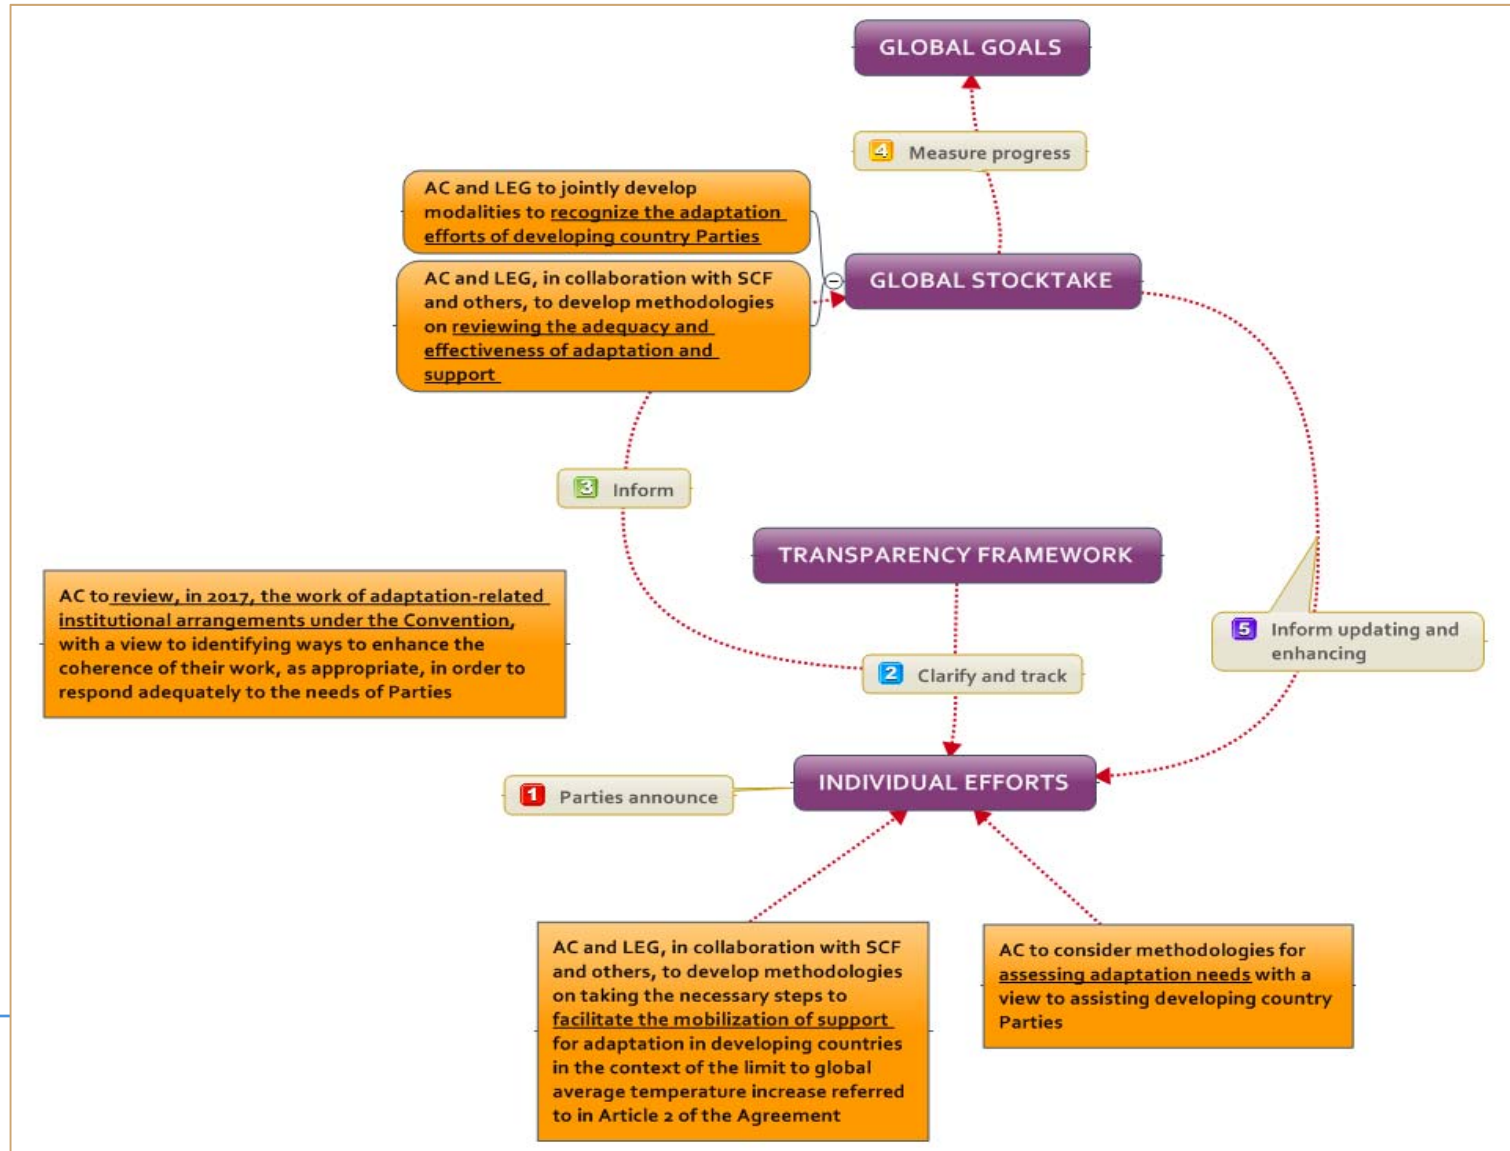 GLOBAL GOALS
4 Measure progress
AC and LEG to jointly develop
modalities to recognize the adaptation
efforts of developing country Parties
AC and LEG, in collaboration with SCF
and others, to develop methodologies
on reviewing the adequacy and
effectiveness of adaptation and
support
GLOBAL STOCKTAKE
3 Inform
TRANSPARENCY FRAMEWORK
AC to review, in 2017, the work of adaptation-related
institutional arrangements under the Convention,
with a view to identifying ways to enhance the
coherence of their work, as appropriate, in order to
respond adequately to the needs of Parties
5 Inform updating and
enhancing
2 Clarify and track
INDIVIDUAL EFFORTS
1 Parties announce
AC and LEG, in collaboration with SCF
and others, to develop methodologies
on taking the necessary steps to
facilitate the mobilization of support
for adaptation in developing countries
in the context of the limit to global
average temperature increase referred
to in Article 2 of the Agreement
AC to consider methodologies for
assessing adaptation needs with a
view to assisting developing country
Parties